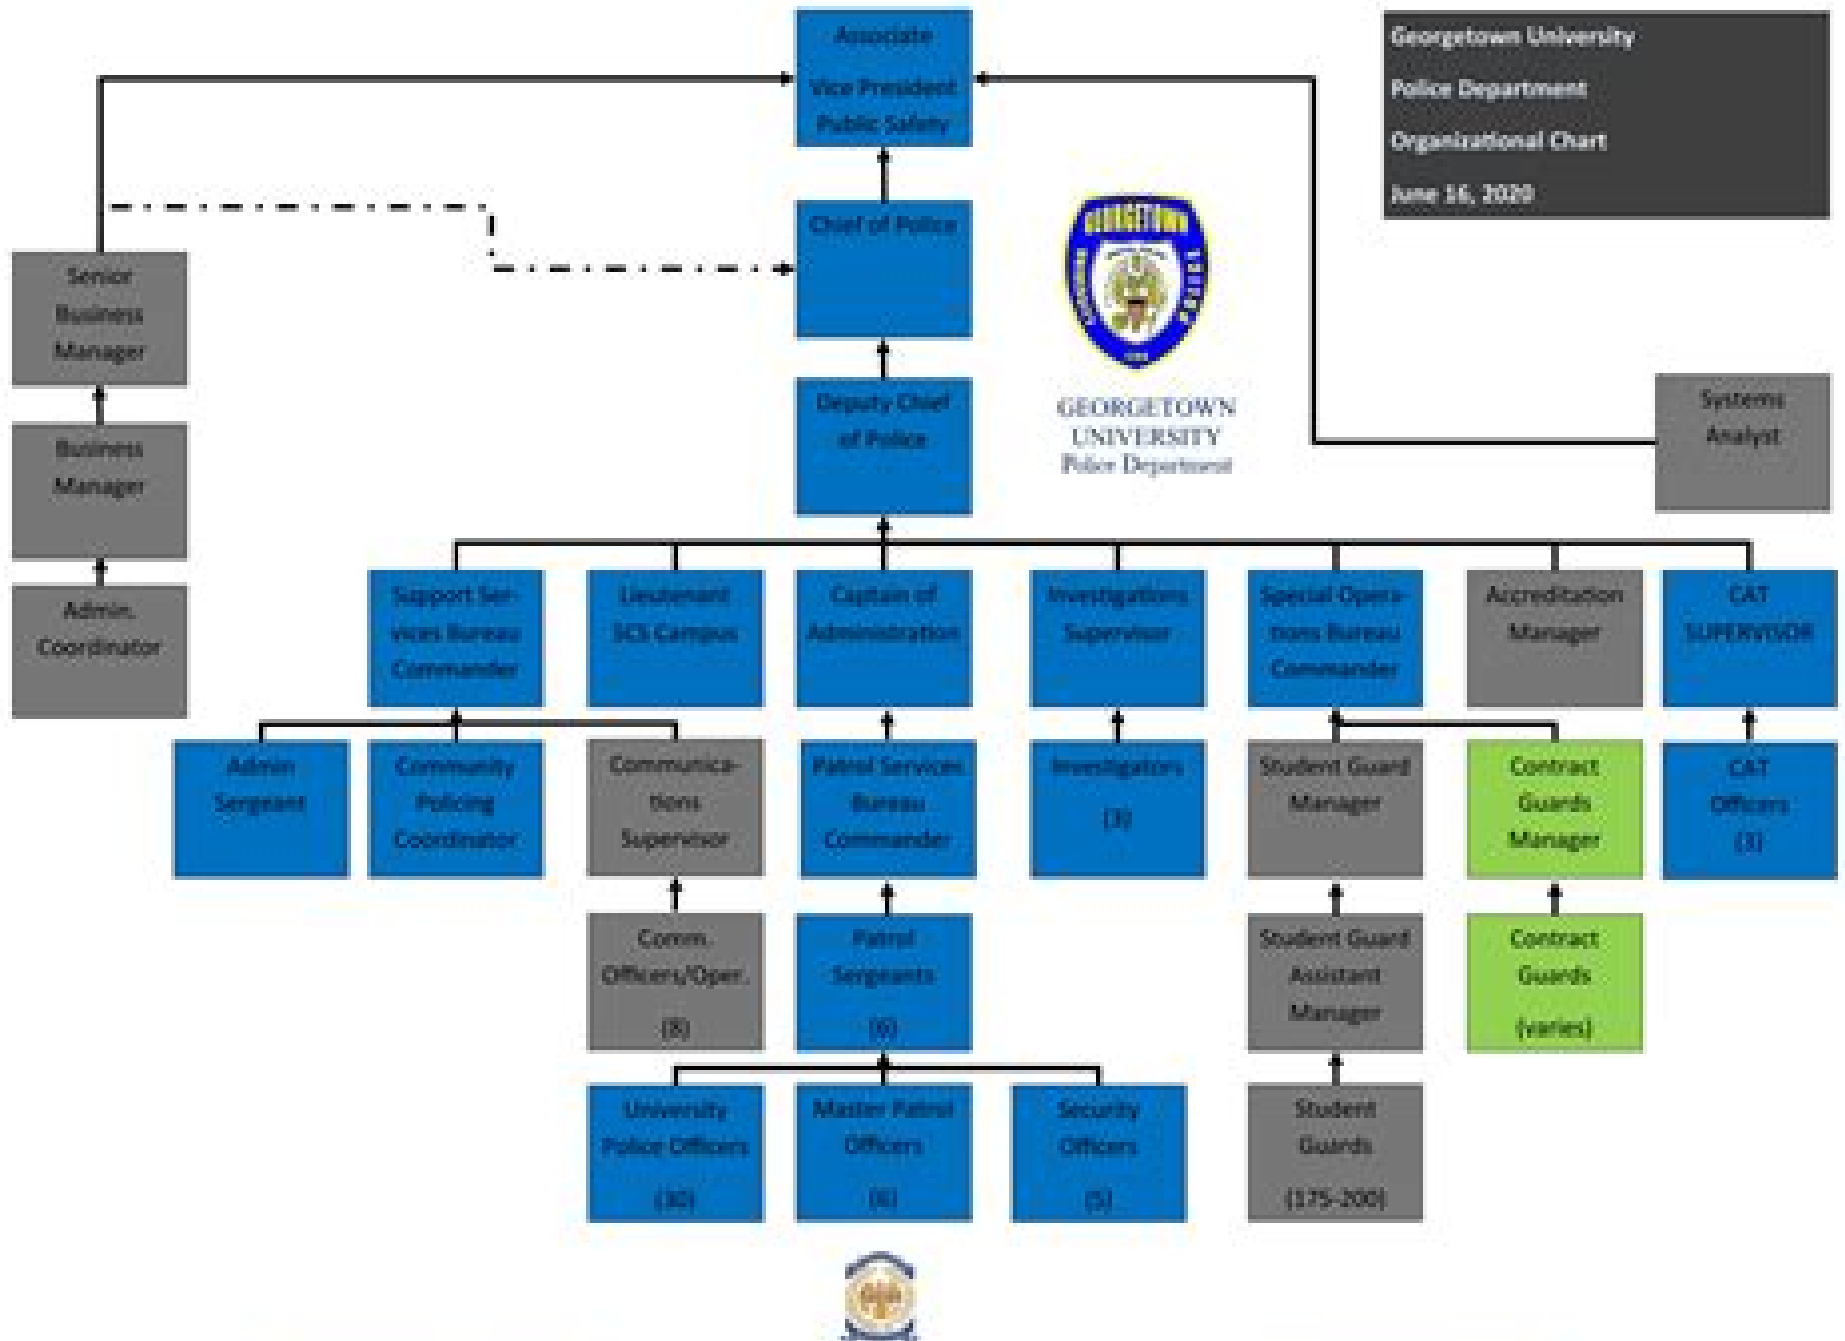 Associate
Vice President
Public Safety
Georgetown University
Police Department
Organizational Chart
June 16, 2020
Chief of Police
GEORGETOWN
Senior
Business
Manager
Deputy Chief
of Police
GEORGETOWN
UNIVERSITY
Police Department
Systems
Analyst
Business
Manager
Admin.
Coordinator
Support Ser-
vices Bureau
Commander
Lieutenant
SCS Campus
Captain of
Administration
Investigations
Supervisor
Special Opera-
tions Bureau
Commander
Accreditation
Manager
CAT
SUPERVISOR
Admin
Sergeant
Community
Policing
Coordinator
Communica-
tions
Supervisor
Patrol Services
Bureau
Commander
Investigators
(3)
Student Guard
Manager
Contract
Guards
Manager
CAT
Officers
(3)
Comm.
Officers/Oper.
(8)
Patrol
Sergeants
(6)
Student Guard
Assistant
Manager
Contract
Guards
(varies)
University
Police Officers
(30)
Master Patrol
Officers
(6)
Security
Officers
(5)
Student
Guards
(175-200)